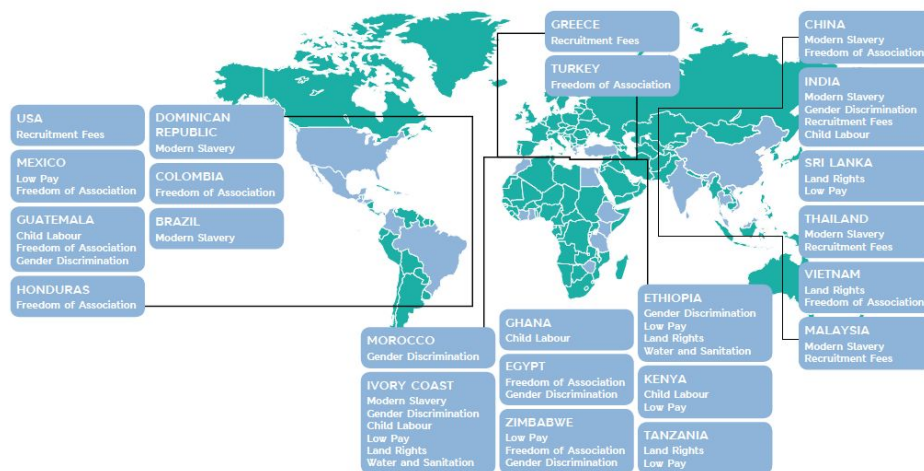 GREECE
Recruitment Fees
TURKEY
Freedom of Association
CHINA
Modern Slavery
Freedom of Association
INDIA
Modern Slavery
Gender Discrimination
Recruitment Fees
Child Labour
SRI LANKA
Land Rights
Low Pay
THAILAND
Modern Slavery
Recruitment Fees
VIETNAM
Land Rights
Freedom of Association
MALAYSIA
Modern Slavery
Recruitment Fees
USA
Recruitment Fees
MEXICO
Low Pay
Freedom of Association
GUATEMALA
Child Labour
Freedom of Association
Gender Discrimination
HONDURAS
Freedom of Association
DOMINICAN
REPUBLIC
Modern Slavery
COLOMBIA
Freedom of Association
BRAZIL
Modern Slavery
MOROCCO
Gender Discrimination
IVORY COAST
Modern Slavery
Gender Discrimination
Child Labour
Low Pay
Land Rights
Water and Sanitation
GHANA
Child Labour
EGYPT
Freedom of Association
Gender Discrimination
ZIMBABWE
Low Pay
Freedom of Association
Gender Discrimination
ETHIOPIA
Gender Discrimination
Low Pay
Land Rights
Water and Sanitation
KENYA
Child Labour
Low Pay
TANZANIA
Land Rights
Low Pay